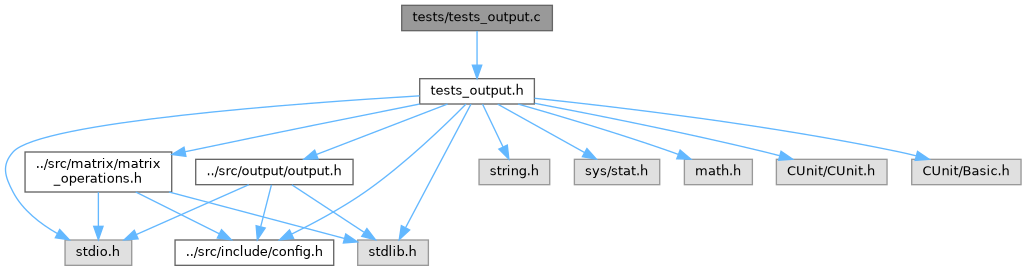 tests/tests_output.c
tests_output.h
../src/matrix/matrix
_operations.h
../src/output/output.h
string.h
sys/stat.h
math.h
CUnit/CUnit.h
CUnit/Basic.h
stdio.h
../src/include/config.h
stdlib.h